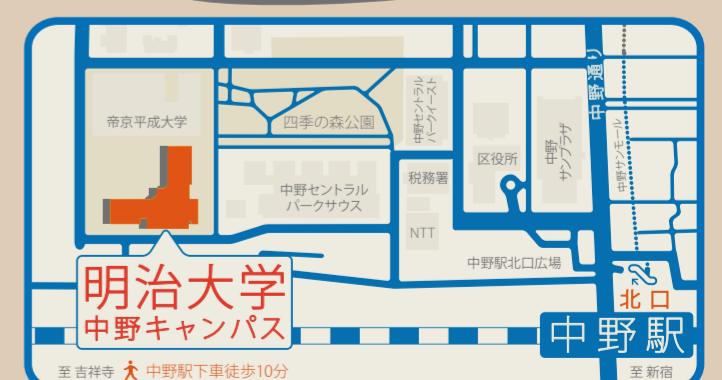 中野通り
帝京平成大学
四季の森公園
中野セントラル
パークイースト
区役所
中野
サンプラザ
中野サンモール
税務署
中野セントラル
パークサウス
NTT
中野駅北口広場
明治大学
中野キャンパス
北口
中野駅
至 吉祥寺
中野駅下車徒歩10分
至 新宿